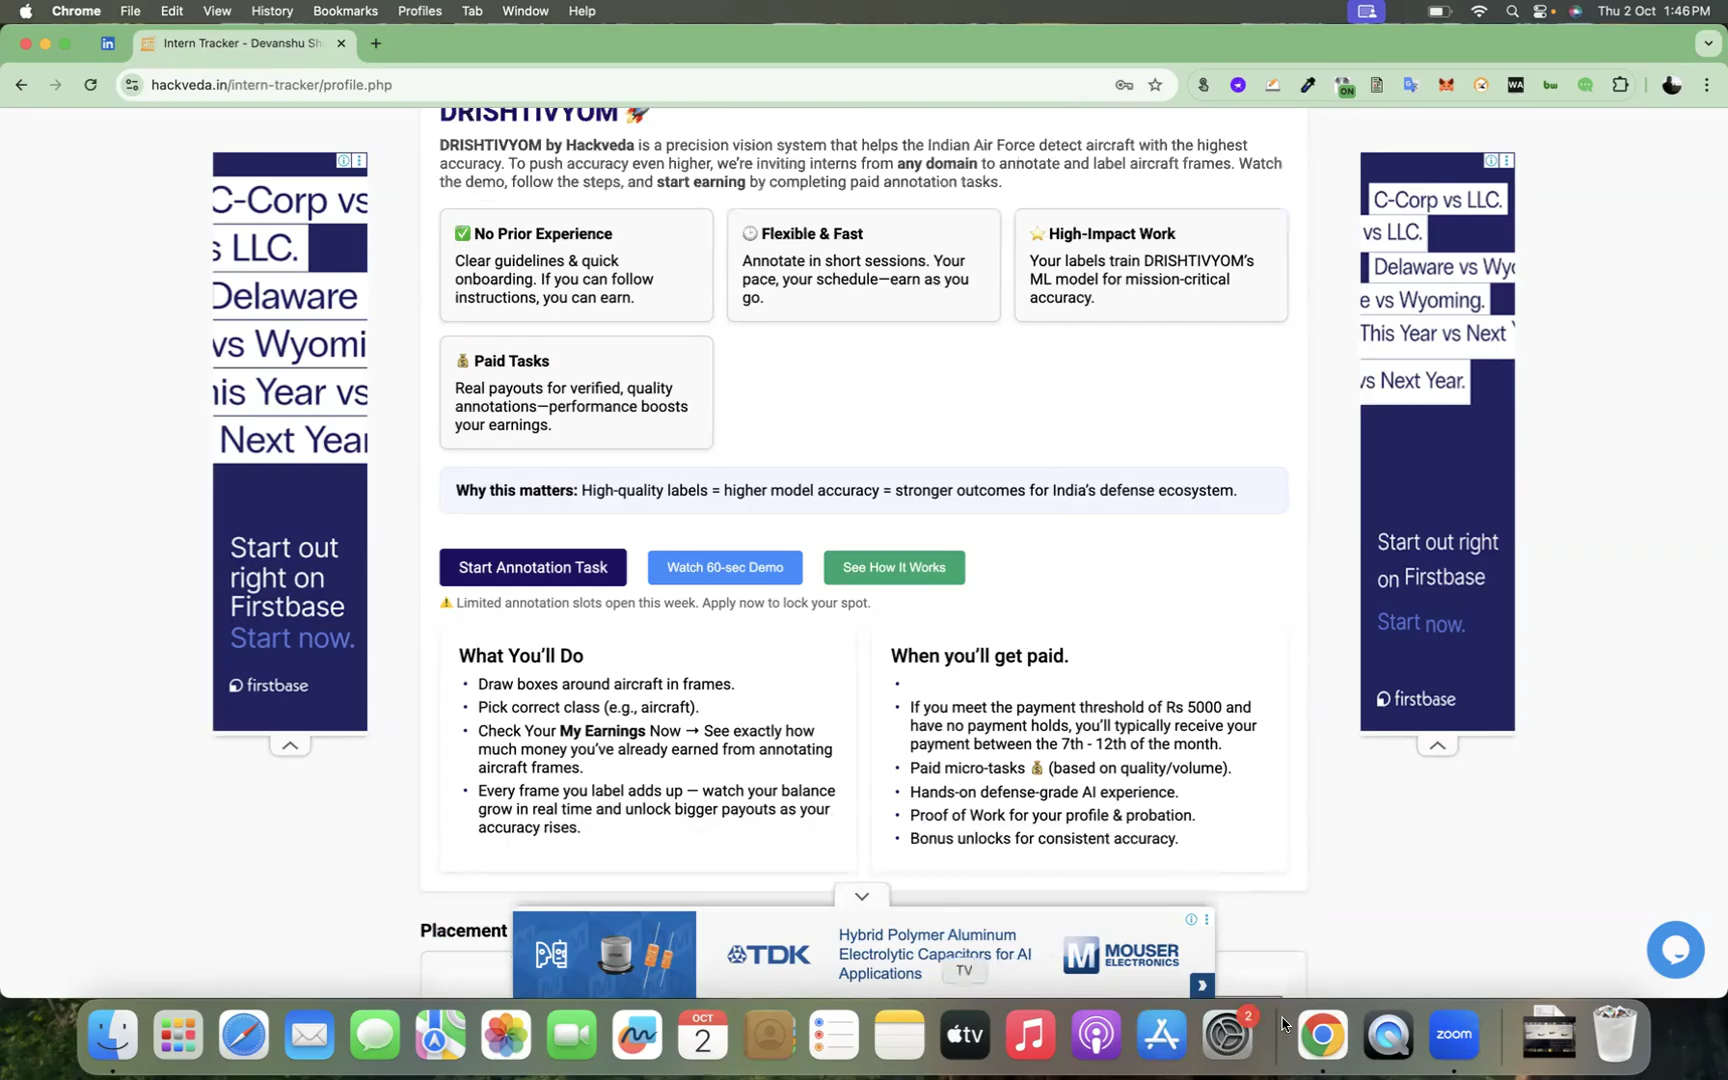 Chrome File Edit View History Bookmarks Profiles Tab Window Help
Thu 2 Oct 1:46 PM
Intern Tracker - Devanshu Sh
hackveda.in/intern-tracker/profile.php
ON
WA
bw
DRISHTIVYOM 🚀
DRISHTIVYOM by Hackveda is a precision vision system that helps the Indian Air Force detect aircraft with the highest
accuracy. To push accuracy even higher, we’re inviting interns from any domain to annotate and label aircraft frames. Watch
the demo, follow the steps, and start earning by completing paid annotation tasks.
✅ No Prior Experience
Clear guidelines & quick
onboarding. If you can follow
instructions, you can earn.
🕒 Flexible & Fast
Annotate in short sessions. Your
pace, your schedule—earn as you
go.
⭐ High-Impact Work
Your labels train DRISHTIVYOM’s
ML model for mission-critical
accuracy.
💰 Paid Tasks
Real payouts for verified, quality
annotations—performance boosts
your earnings.
Why this matters: High-quality labels = higher model accuracy = stronger outcomes for India’s defense ecosystem.
Start Annotation Task
Watch 60-sec Demo
See How It Works
⚠️ Limited annotation slots open this week. Apply now to lock your spot.
What You’ll Do
• Draw boxes around aircraft in frames.
• Pick correct class (e.g., aircraft).
• Check Your My Earnings Now → See exactly how
much money you’ve already earned from annotating
aircraft frames.
• Every frame you label adds up — watch your balance
grow in real time and unlock bigger payouts as your
accuracy rises.
When you’ll get paid.
•
• If you meet the payment threshold of Rs 5000 and
have no payment holds, you’ll typically receive your
payment between the 7th - 12th of the month.
• Paid micro-tasks 💰 (based on quality/volume).
• Hands-on defense-grade AI experience.
• Proof of Work for your profile & probation.
• Bonus unlocks for consistent accuracy.
Placement
C-Corp vs
s LLC.
Delaware
vs Wyomi
his Year vs
Next Year
Start out
right on
Firstbase
Start now.
firstbase
C-Corp vs LLC.
vs LLC.
Delaware vs Wyo
e vs Wyoming.
This Year vs Next Y
vs Next Year.
Start out right
on Firstbase
Start now.
firstbase
TDK
Hybrid Polymer Aluminum
Electrolytic Capacitors for AI
Applications
MOUSER
ELECTRONICS
TV
OCT
2
tv
2
zoom